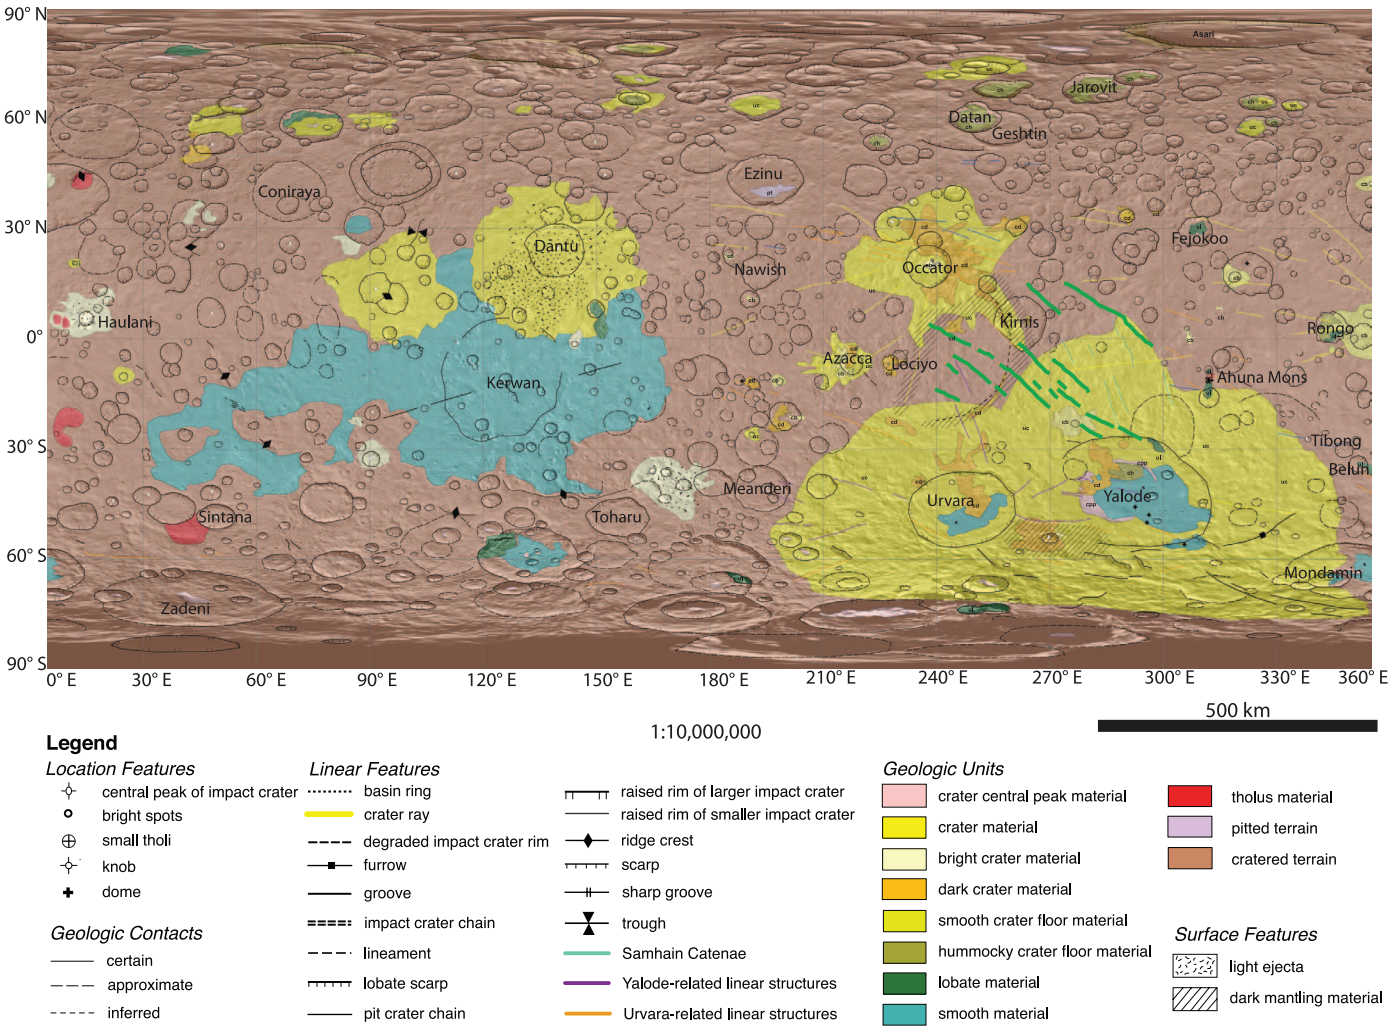 90° N
Asari
Jarovit
60° N
Datan
Geshtin
Ezinu
Coniraya
30° N
Dantu
Fejokoo
Nawish
Occator
Haulani
Kirnis
Rongo
0°
Azacca
Lociyo
Kerwan
Ahuna Mons
30° S
Tibong
Beluh
Meanderi
Urvara
Yalode
Sintana
Toharu
60° S
Mondamin
Zadeni
90° S
0° E
30° E
60° E
90° E
120° E
150° E
180° E
210° E
240° E
270° E
300° E
330° E
360° E
1:10,000,000
500 km
Legend
Location Features
central peak of impact crater
bright spots
small tholi
knob
dome
Geologic Contacts
certain
approximate
inferred
Linear Features
basin ring
crater ray
degraded impact crater rim
furrow
groove
impact crater chain
lineament
lobate scarp
pit crater chain
raised rim of larger impact crater
raised rim of smaller impact crater
ridge crest
scarp
sharp groove
trough
Samhain Catenae
Yalode-related linear structures
Urvara-related linear structures
Geologic Units
crater central peak material
crater material
bright crater material
dark crater material
smooth crater floor material
hummocky crater floor material
lobate material
smooth material
tholus material
pitted terrain
cratered terrain
Surface Features
light ejecta
dark mantling material